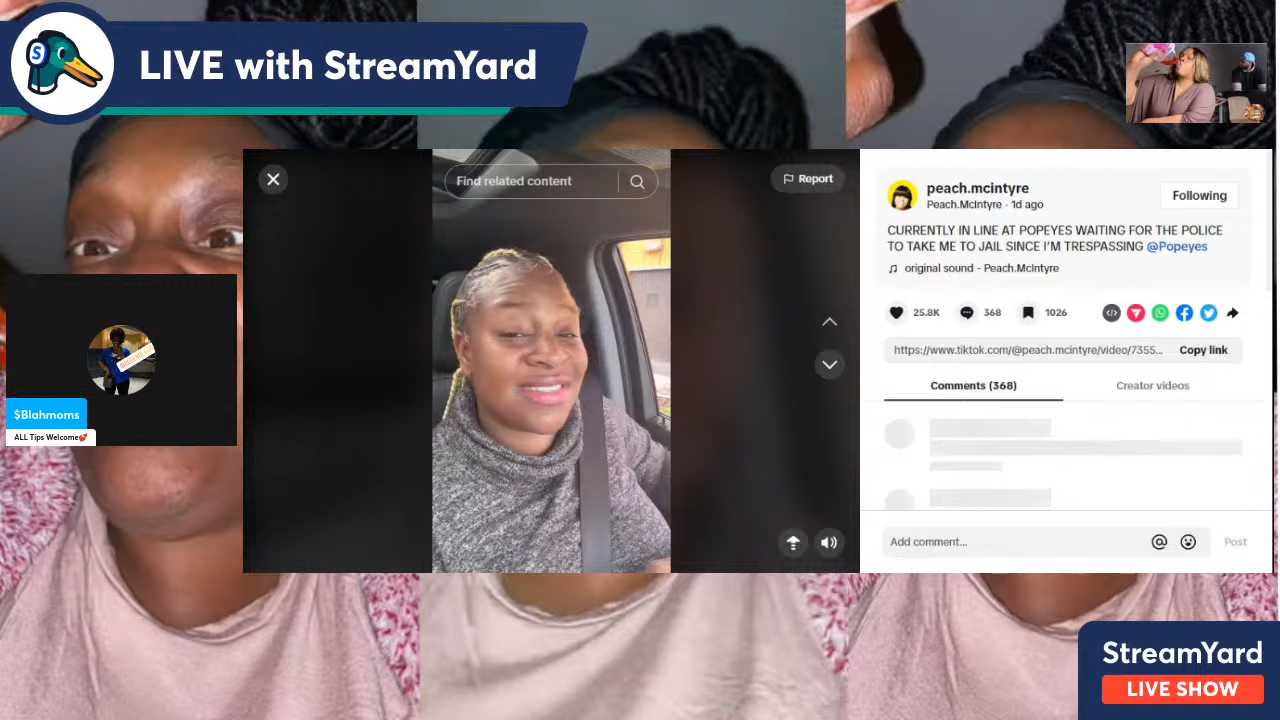 LIVE with StreamYard
S
Find related content
Report
peach.mcintyre
Peach.McIntyre · 1d ago
Following
CURRENTLY IN LINE AT POPEYES WAITING FOR THE POLICE
TO TAKE ME TO JAIL SINCE I'M TRESPASSING @Popeyes
original sound - Peach.McIntyre
25.8K
368
1026
https://www.tiktok.com/@peach.mcintyre/video/7355...
Copy link
Comments (368)
Creator videos
$Blahmoms
ALL Tips Welcome💕
Add comment...
Post
StreamYard
LIVE SHOW